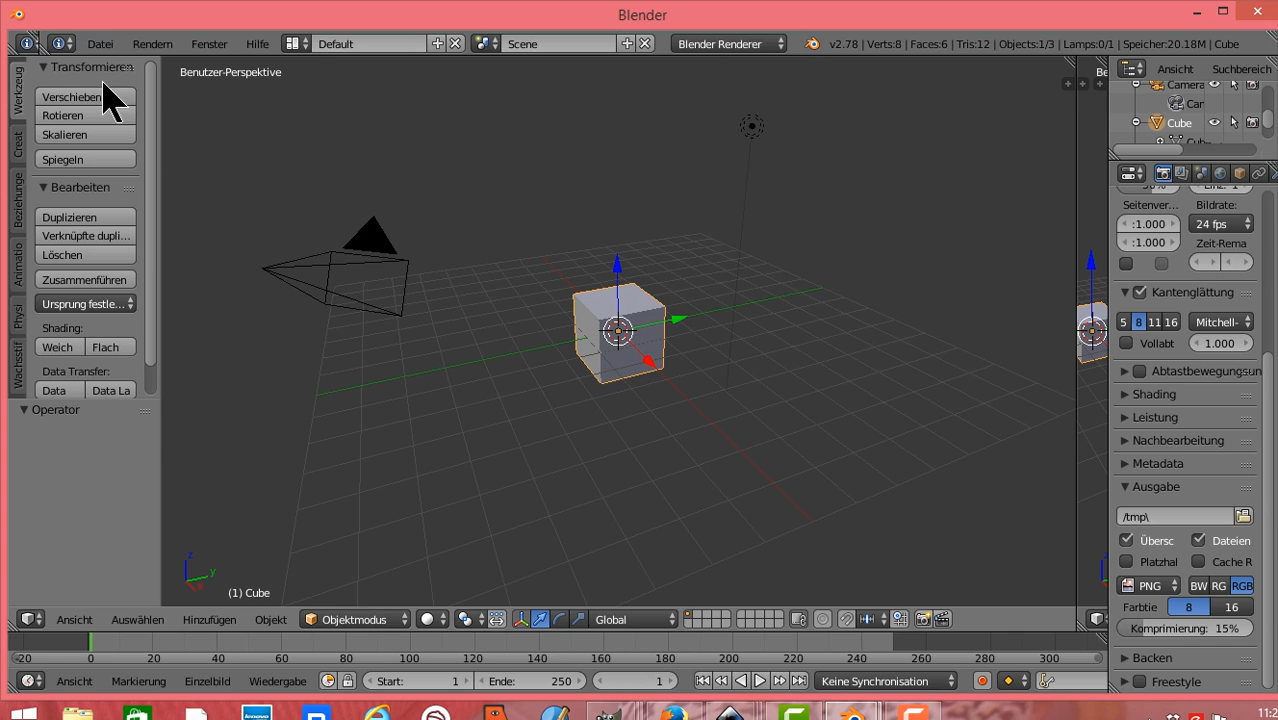 Blender
Datei Rendern Fenster Hilfe Default Scene Blender Renderer v2.78 | Verts:8 | Faces:6 | Tris:12 | Objects:1/3 | Lamps:0/1 | Speicher:20.18M | Cube
Werkzeug
Creat
Beziehunge
Animatio
Physi
Wachsstif
Transformieren
Verschieben
Rotieren
Skalieren
Spiegeln
Bearbeiten
Duplizieren
Verknüpfte dupli...
Löschen
Zusammenführen
Ursprung festle...
Shading:
Weich Flach
Data Transfer:
Data Data La
Operator
Benutzer-Perspektive
z
y
(1) Cube
Be
Ansicht Auswählen Hinzufügen Objekt Objektmodus Global
-20 0 20 40 60 80 100 120 140 160 180 200 220 240 260 280 300
Ansicht Markierung Einzelbild Wiedergabe Start: 1 Ende: 250 1 Keine Synchronisation
Ansicht Suchbereich
Camera
Car
Cube
Seitenver... Bildrate:
:1.000 24 fps
:1.000 Zeit-Rema
Kantenglättung
5 8 11 16 Mitchell-
Vollabt 1.000
Abtastbewegungsun
Shading
Leistung
Nachbearbeitung
Metadata
Ausgabe
/tmp\
Übersc Dateien
Platzhal Cache R
PNG BW RG RGB
Farbtie 8 16
Komprimierung: 15%
Backen
Freestyle
11:2